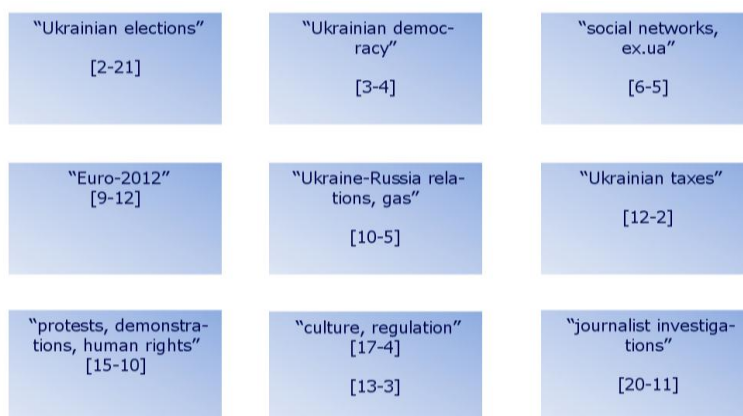 “Ukrainian elections”
[2-21]
“Ukrainian democ-
racy”
[3-4]
“social networks,
ex.ua”
[6-5]
“Euro-2012”
[9-12]
“Ukraine-Russia rela-
tions, gas”
[10-5]
“Ukrainian taxes”
[12-2]
“protests, demonstra-
tions, human rights”
[15-10]
“culture, regulation”
[17-4]
[13-3]
“journalist investiga-
tions”
[20-11]